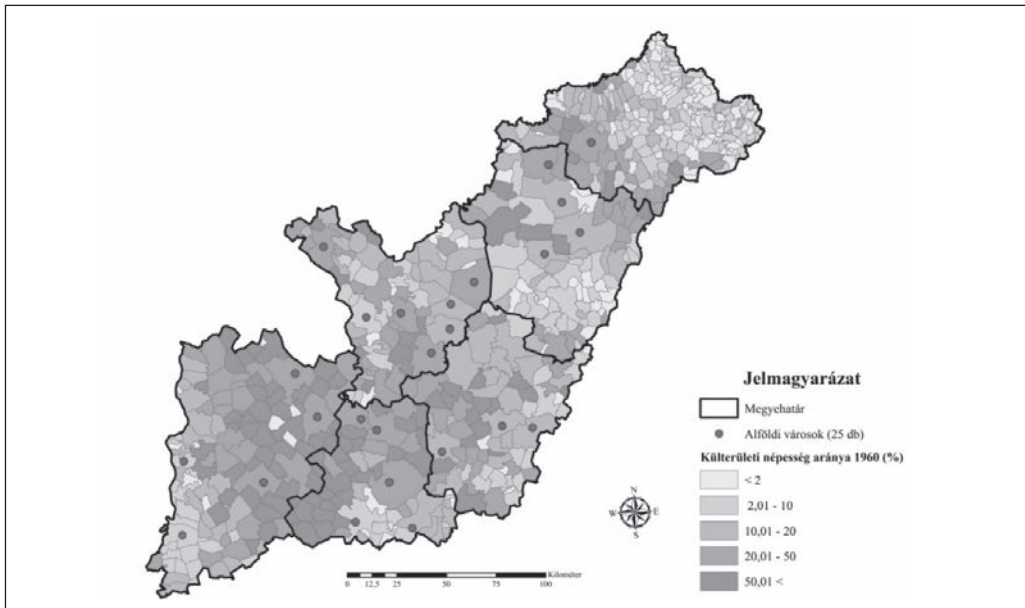 Jelmagyarázat
Megyehatár
Alföldi városok (25 db)
Külterületi népesség aránya 1960 (%)
< 2
2,01 - 10
10,01 - 20
20,01 - 50
50,01 <
N
W E
S
Kilométer
0 12,5 25 50 75 100